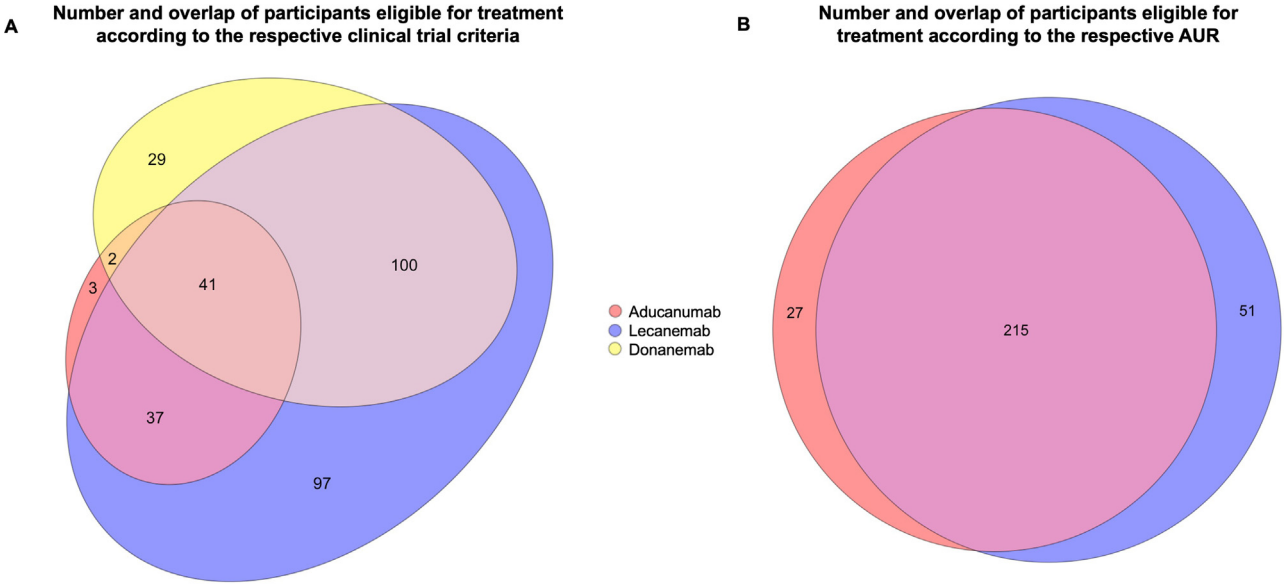 A
Number and overlap of participants eligible for treatment
according to the respective clinical trial criteria
29
2
3
41
100
37
97
Aducanumab
Lecanemab
Donanemab
B
Number and overlap of participants eligible for
treatment according to the respective AUR
27
215
51